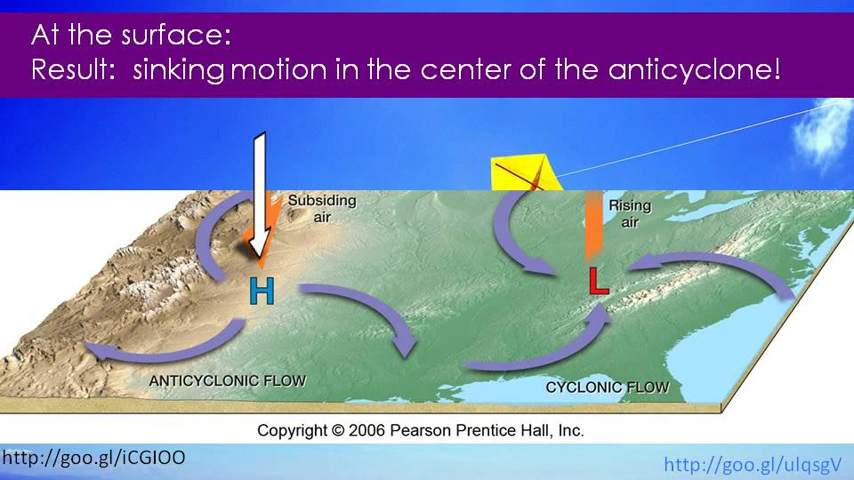 At the surface:
Result:  sinking motion in the center of the anticyclone!
Subsiding
air
Rising
air
H
L
ANTICYCLONIC FLOW
CYCLONIC FLOW
Copyright © 2006 Pearson Prentice Hall, Inc.
http://goo.gl/iCGIOO
http://goo.gl/ulqsgV